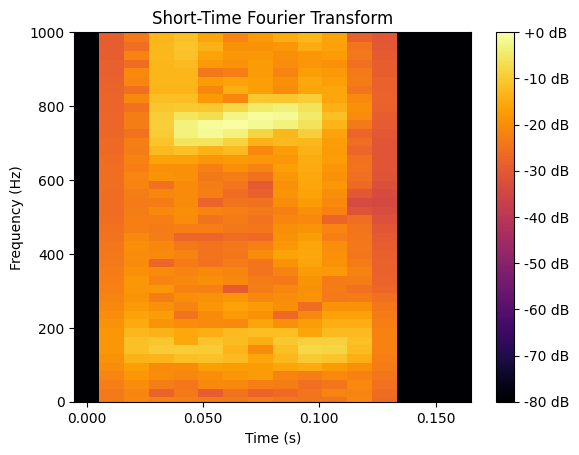 Short-Time Fourier Transform
1000
800
600
400
200
0
Frequency (Hz)
0.000
0.050
0.100
0.150
Time (s)
+0 dB
-10 dB
-20 dB
-30 dB
-40 dB
-50 dB
-60 dB
-70 dB
-80 dB